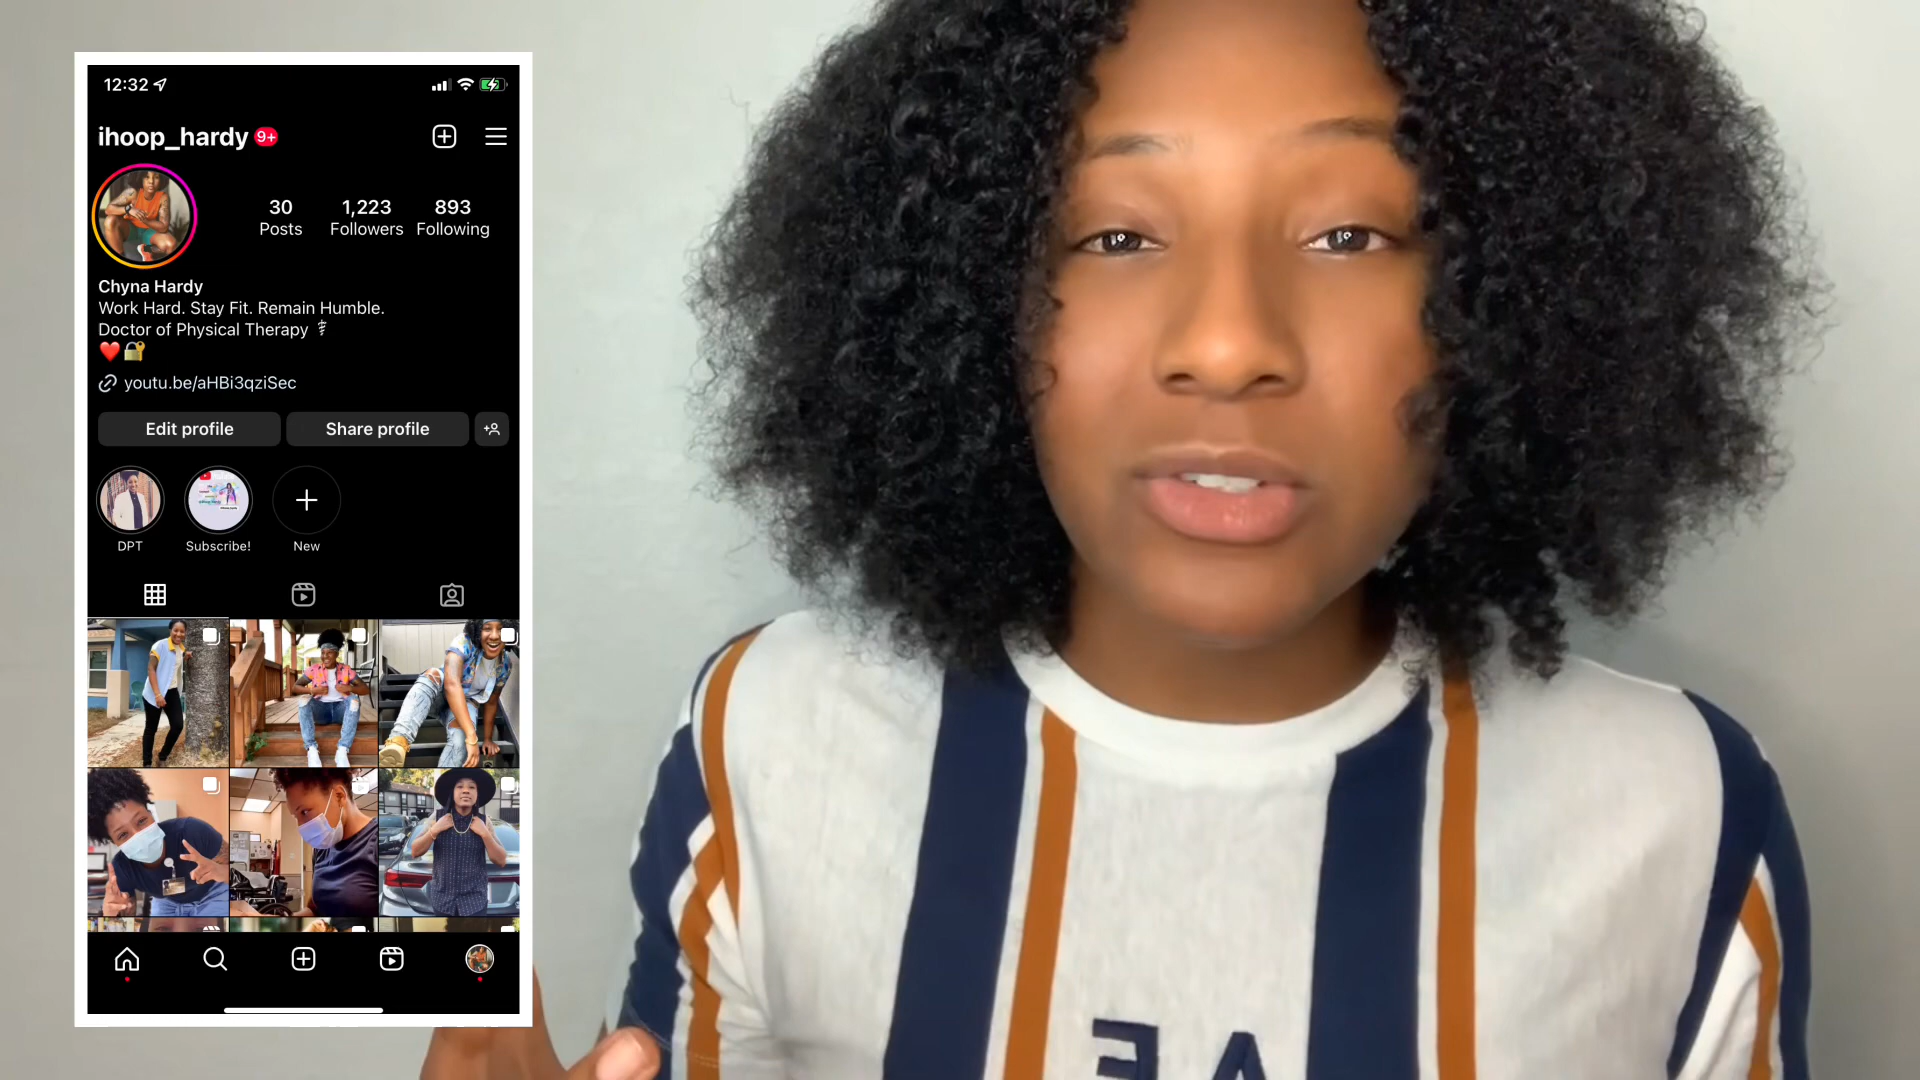 12:32
ihoop_hardy 9+
30 1,223 893
Posts Followers Following
Chyna Hardy
Work Hard. Stay Fit. Remain Humble.
Doctor of Physical Therapy
youtu.be/aHBi3qziSec
Edit profile Share profile
DPT Subscribe! New